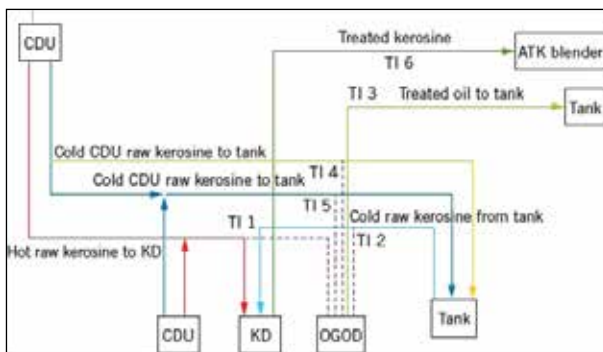 CDU
Treated kerosine
ATK blender
TI 6
TI 3 Treated oil to tank
Tank
Cold CDU raw kerosine to tank
TI 4
Cold CDU raw kerosine to tank
TI 5
Cold raw kerosine from tank
TI 1
TI 2
Hot raw kerosine to KD
Tank
CDU
KD
OGOD